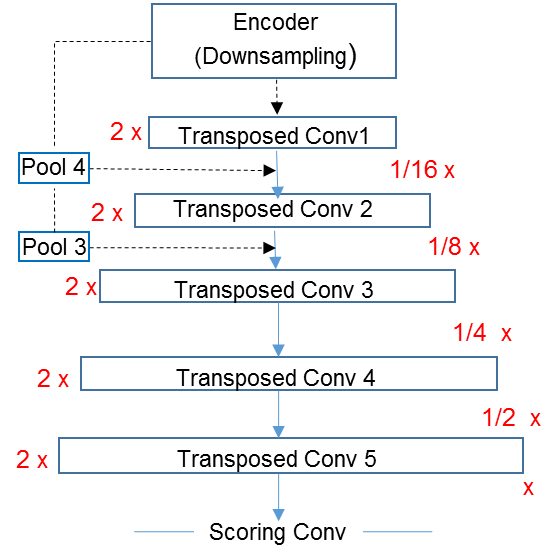 Encoder
(Downsampling)
2 x
Transposed Conv1
Pool 4
1/16 x
2 x
Transposed Conv 2
Pool 3
1/8 x
2 x
Transposed Conv 3
1/4 x
2 x
Transposed Conv 4
1/2 x
2 x
Transposed Conv 5
x
Scoring Conv